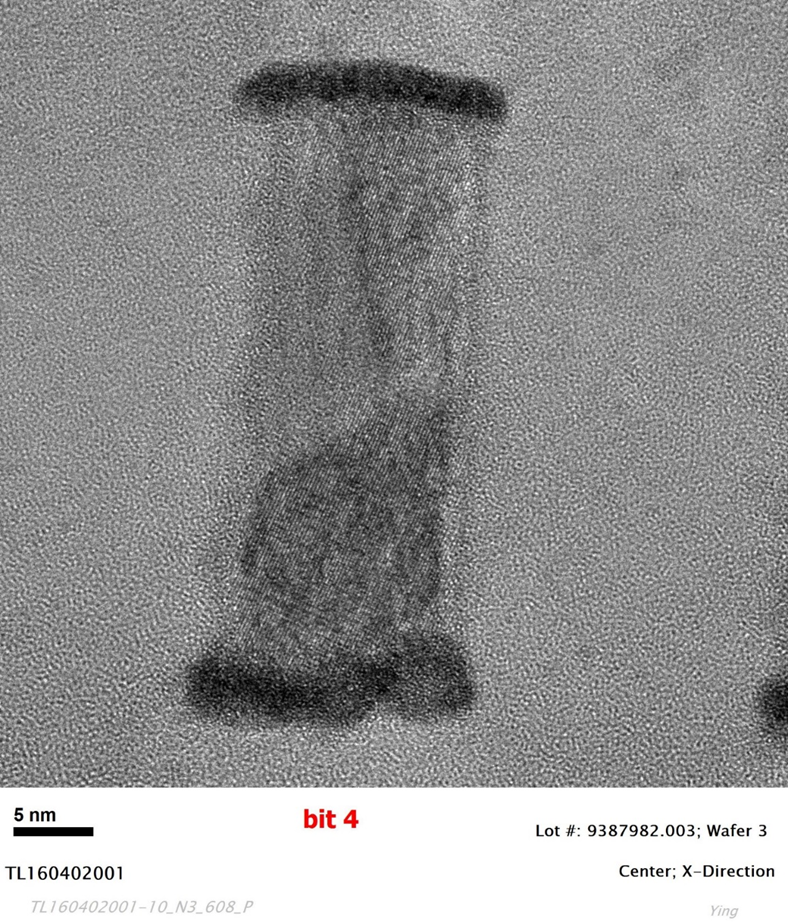 5 nm
bit 4
Lot #: 9387982.003; Wafer 3
TL160402001
Center; X-Direction
TL160402001-10_N3_608_P
Ying